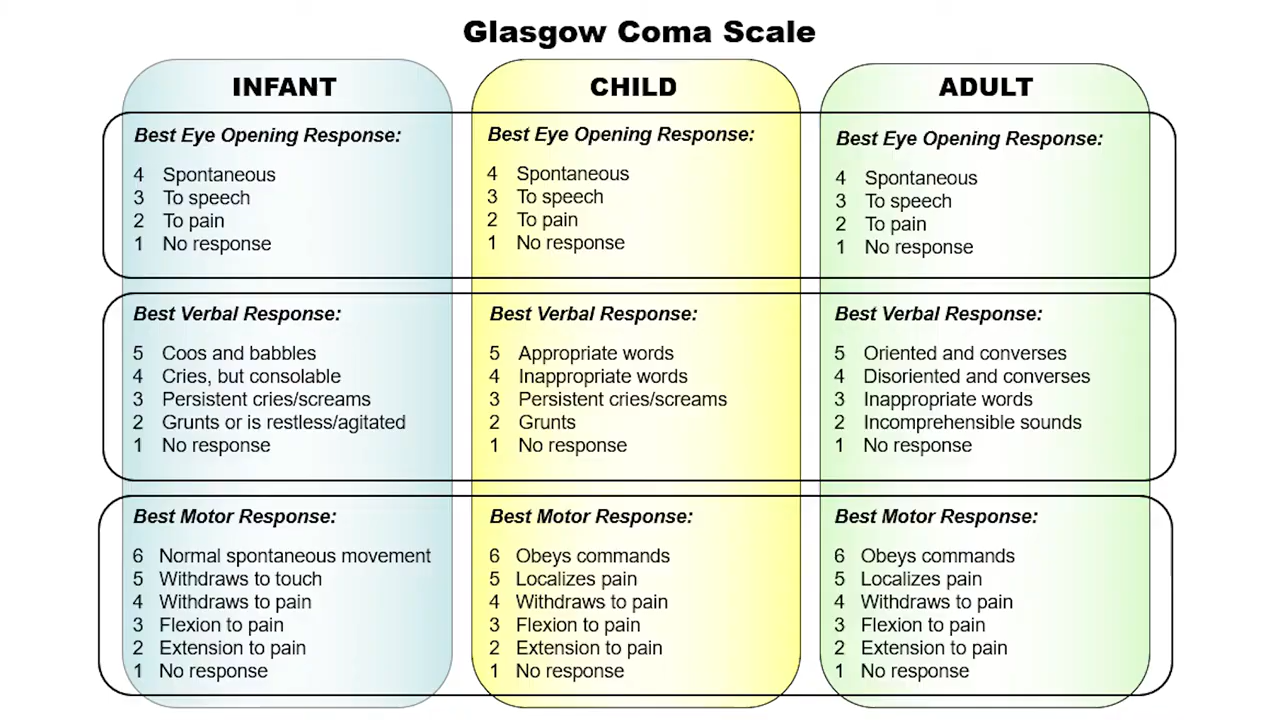 Glasgow Coma Scale
INFANT
Best Eye Opening Response:
4 Spontaneous
3 To speech
2 To pain
1 No response
Best Verbal Response:
5 Coos and babbles
4 Cries, but consolable
3 Persistent cries/screams
2 Grunts or is restless/agitated
1 No response
Best Motor Response:
6 Normal spontaneous movement
5 Withdraws to touch
4 Withdraws to pain
3 Flexion to pain
2 Extension to pain
1 No response
CHILD
Best Eye Opening Response:
4 Spontaneous
3 To speech
2 To pain
1 No response
Best Verbal Response:
5 Appropriate words
4 Inappropriate words
3 Persistent cries/screams
2 Grunts
1 No response
Best Motor Response:
6 Obeys commands
5 Localizes pain
4 Withdraws to pain
3 Flexion to pain
2 Extension to pain
1 No response
ADULT
Best Eye Opening Response:
4 Spontaneous
3 To speech
2 To pain
1 No response
Best Verbal Response:
5 Oriented and converses
4 Disoriented and converses
3 Inappropriate words
2 Incomprehensible sounds
1 No response
Best Motor Response:
6 Obeys commands
5 Localizes pain
4 Withdraws to pain
3 Flexion to pain
2 Extension to pain
1 No response